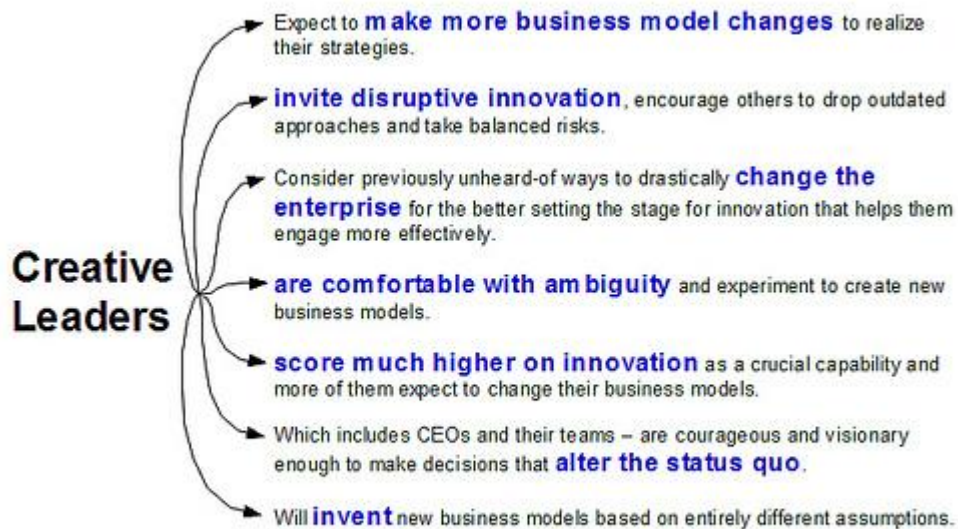 Creative
Leaders
Expect to make more business model changes to realize
their strategies.
invite disruptive innovation, encourage others to drop outdated
approaches and take balanced risks.
Consider previously unheard-of ways to drastically change the
enterprise for the better setting the stage for innovation that helps them
engage more effectively.
are comfortable with ambiguity and experiment to create new
business models.
score much higher on innovation as a crucial capability and
more of them expect to change their business models.
Which includes CEOs and their teams – are courageous and visionary
enough to make decisions that alter the status quo.
Will invent new business models based on entirely different assumptions.